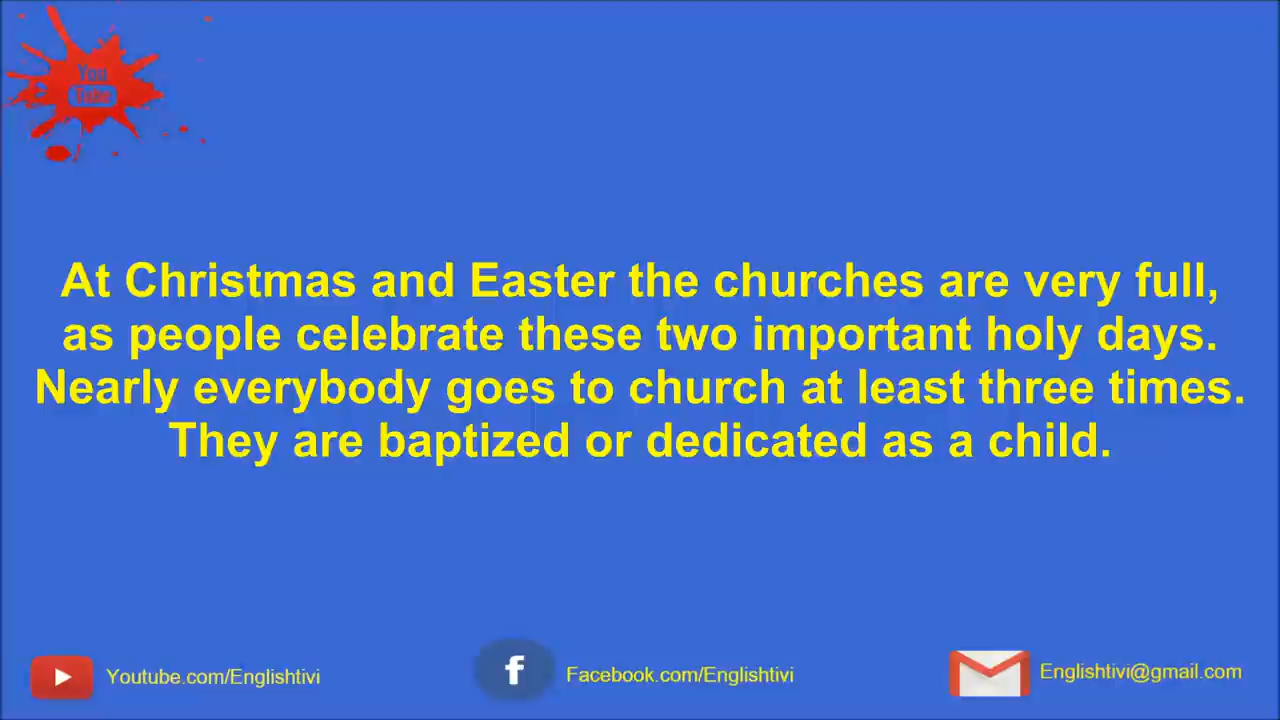 You
Tube
At Christmas and Easter the churches are very full,
as people celebrate these two important holy days.
Nearly everybody goes to church at least three times.
They are baptized or dedicated as a child.
Youtube.com/Englishtivi
f Facebook.com/Englishtivi
Englishtivi@gmail.com